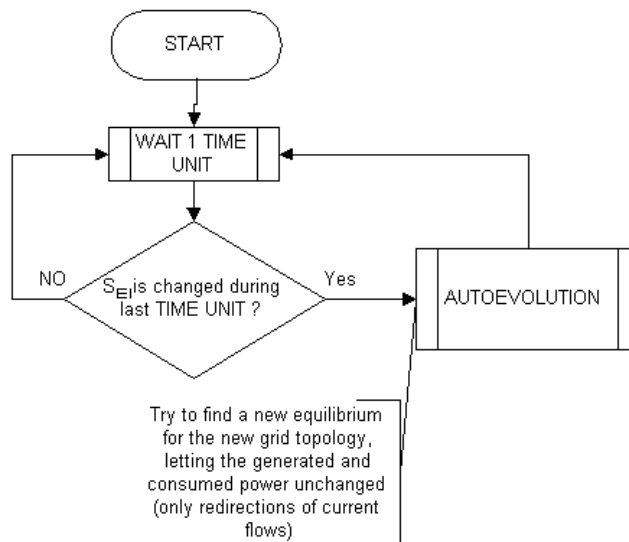 START
WAIT 1 TIME
UNIT
NO
S_EI is changed during
last TIME UNIT ?
Yes
AUTOEVOLUTION
Try to find a new equilibrium
for the new grid topology,
letting the generated and
consumed power unchanged
(only redirections of current
flows)